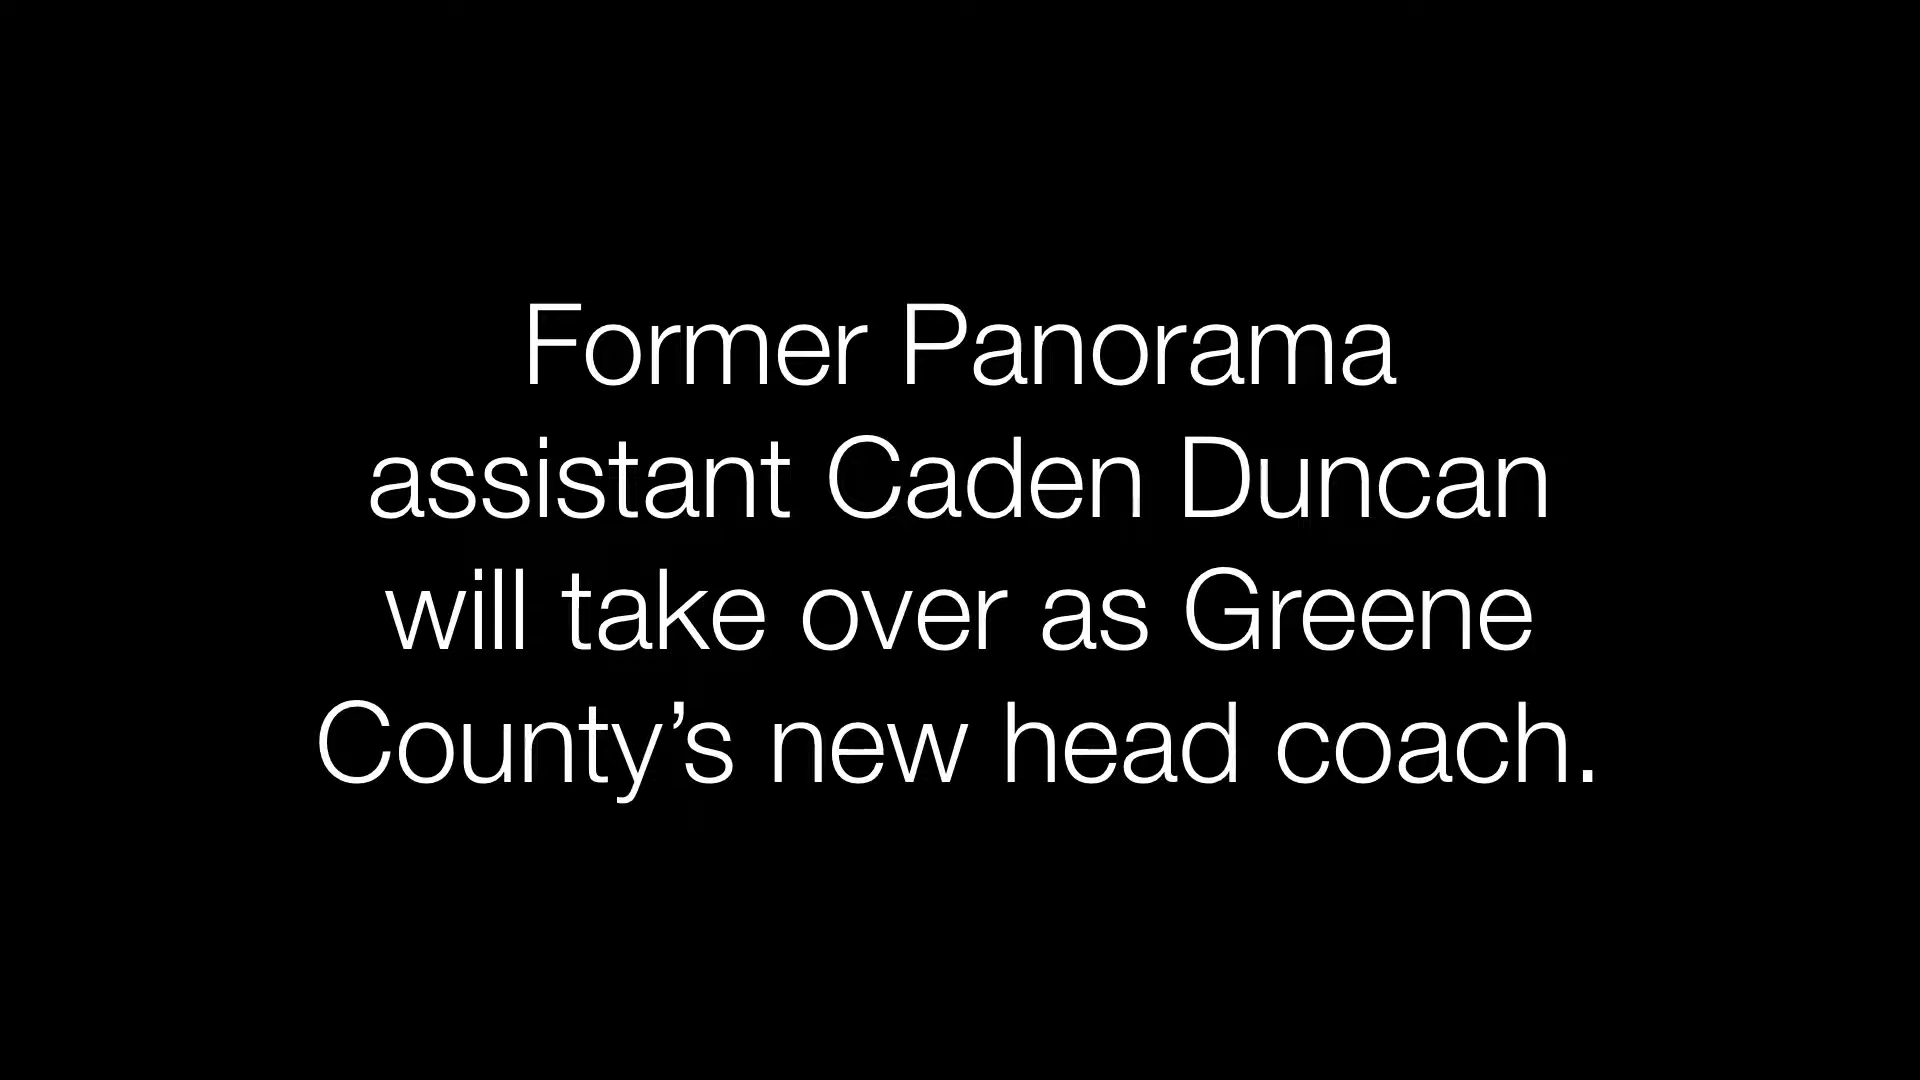 Former Panorama
assistant Caden Duncan
will take over as Greene
County’s new head coach.